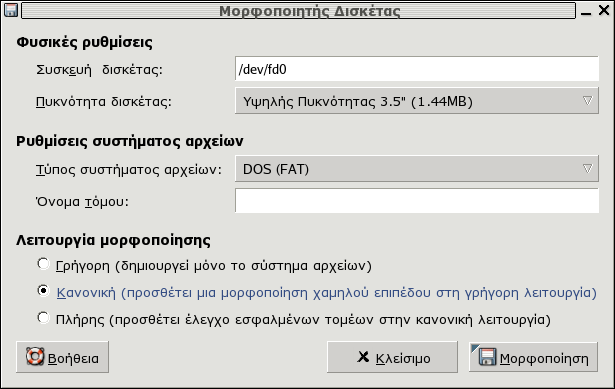 Μορφοποιητής Δισκέτας
Φυσικές ρυθμίσεις
Συσκευή δισκέτας: /dev/fd0
Πυκνότητα δισκέτας: Υψηλής Πυκνότητας 3.5" (1.44MB)
Ρυθμίσεις συστήματος αρχείων
Τύπος συστήματος αρχείων: DOS (FAT)
Όνομα τόμου:
Λειτουργία μορφοποίησης
Γρήγορη (δημιουργεί μόνο το σύστημα αρχείων)
Κανονική (προσθέτει μια μορφοποίηση χαμηλού επιπέδου στη γρήγορη λειτουργία)
Πλήρης (προσθέτει έλεγχο εσφαλμένων τομέων στην κανονική λειτουργία)
Βοήθεια Κλείσιμο Μορφοποίηση